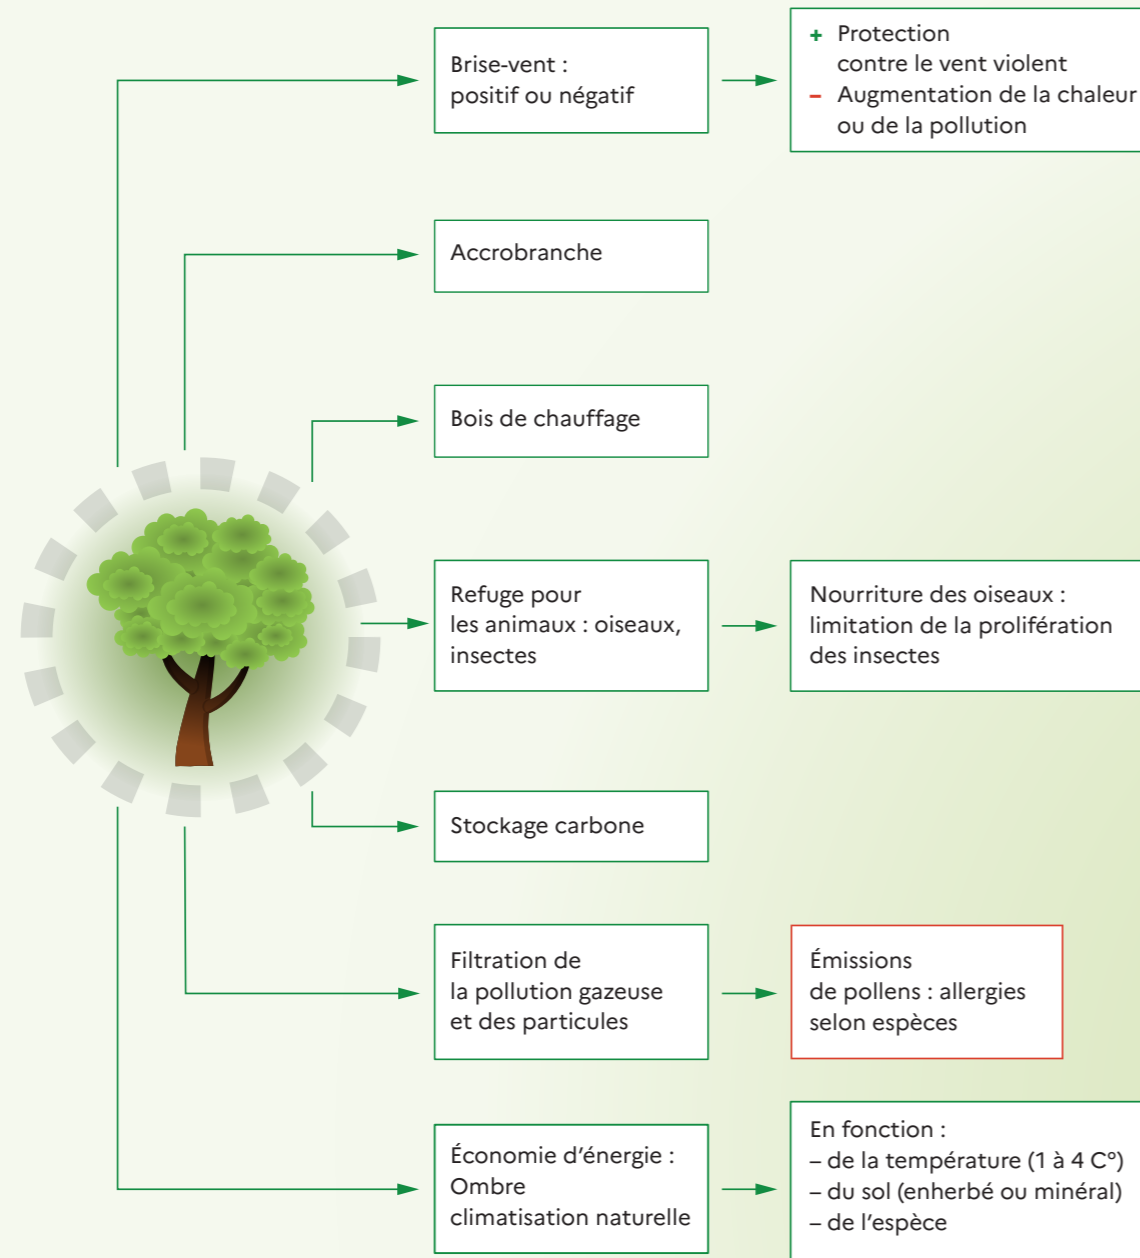 Brise-vent :
positif ou négatif
+ Protection
contre le vent violent
– Augmentation de la chaleur
ou de la pollution
Accrobranche
Bois de chauffage
Refuge pour
les animaux : oiseaux,
insectes
Nourriture des oiseaux :
limitation de la prolifération
des insectes
Stockage carbone
Filtration de
la pollution gazeuse
et des particules
Émissions
de pollens : allergies
selon espèces
Économie d’énergie :
Ombre
climatisation naturelle
En fonction :
– de la température (1 à 4 C°)
– du sol (enherbé ou minéral)
– de l’espèce